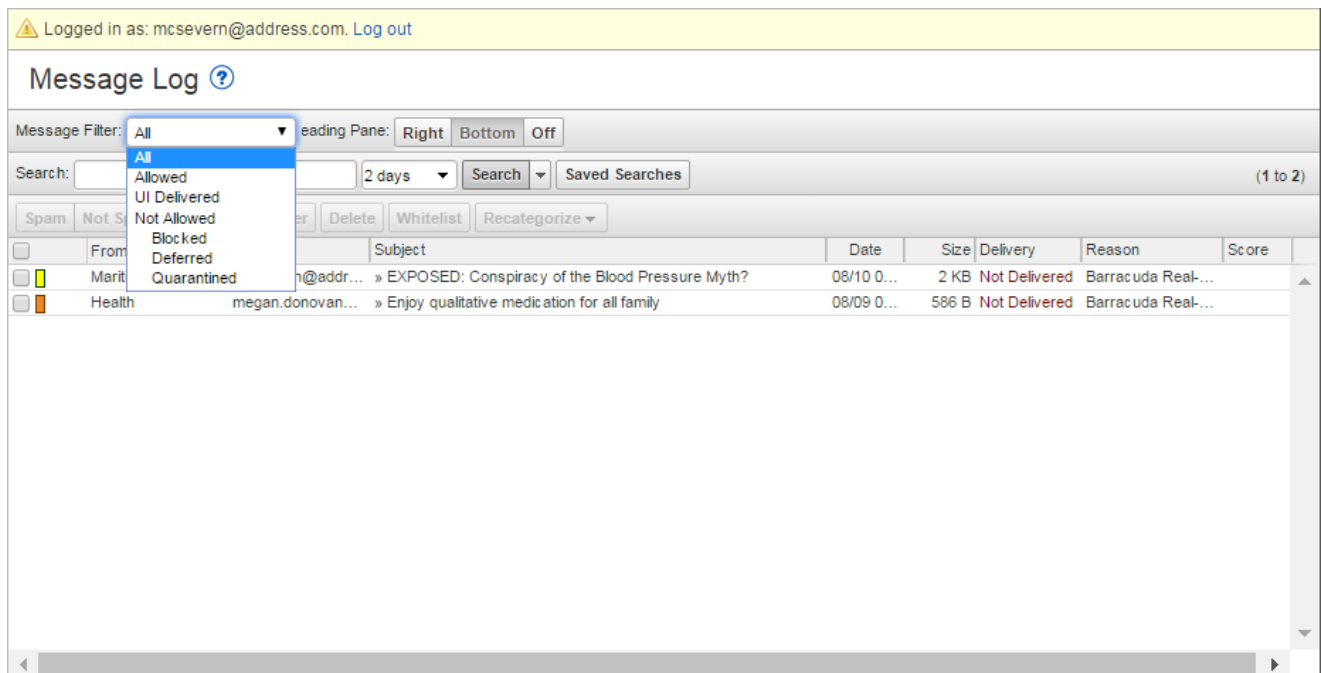 Logged in as: mcsevern@address.com. Log out
Message Log ?
Message Filter: All eading Pane: Right Bottom Off
All
Allowed
UI Delivered
Not Allowed
Blocked
Deferred
Quarantined
Search: 2 days Search Saved Searches (1 to 2)
Spam Not S er Delete Whitelist Recategorize
From Subject Date Size Delivery Reason Score
Marit n@addr... » EXPOSED: Conspiracy of the Blood Pressure Myth? 08/10 0... 2 KB Not Delivered Barracuda Real-...
Health megan.donovan... » Enjoy qualitative medication for all family 08/09 0... 586 B Not Delivered Barracuda Real-...